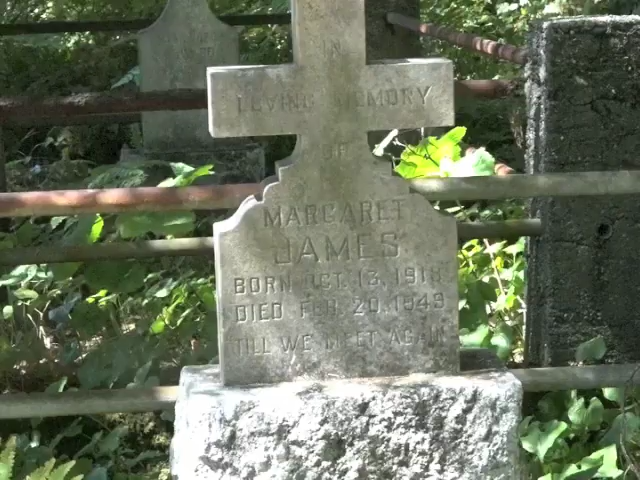 IN
LOVING MEMORY
OF
MARGARET
JAMES
BORN OCT. 13, 1918
DIED FEB. 20, 1949
TILL WE MEET AGAIN